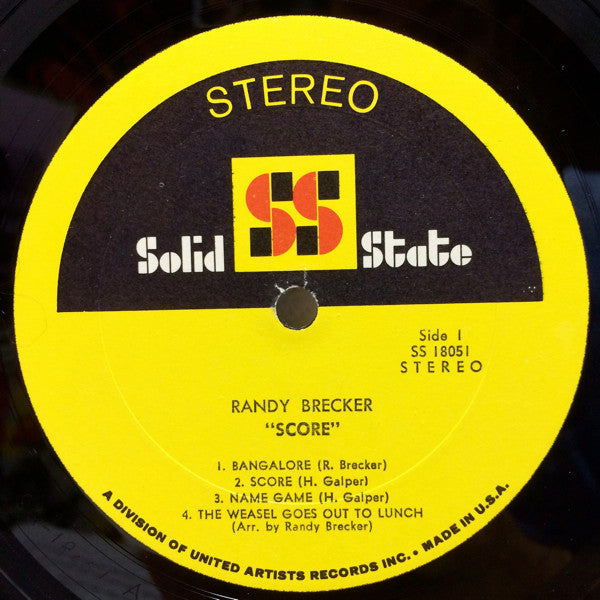 STEREO
SS
Solid State
Side 1
SS 18051
STEREO
RANDY BRECKER
"SCORE"
1. BANGALORE (R. Brecker)
2. SCORE (H. Galper)
3. NAME GAME (H. Galper)
4. THE WEASEL GOES OUT TO LUNCH
(Arr. by Randy Brecker)
A DIVISION OF UNITED ARTISTS RECORDS INC. • MADE IN U.S.A.